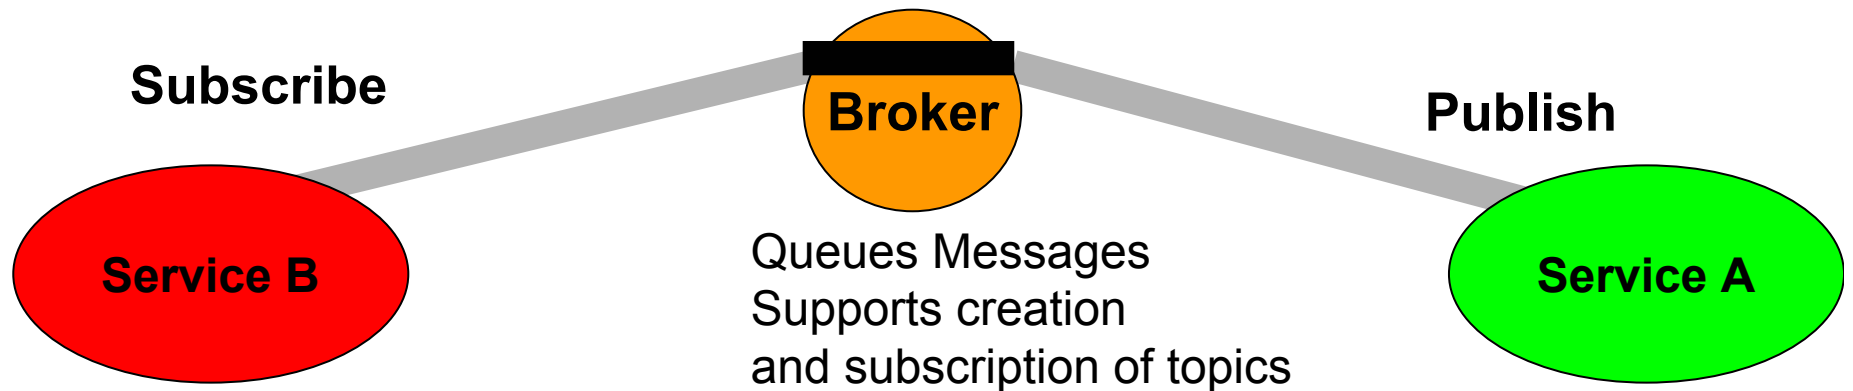 Subscribe
Broker
Publish
Service B
Service A
Queues Messages
Supports creation
and subscription of topics